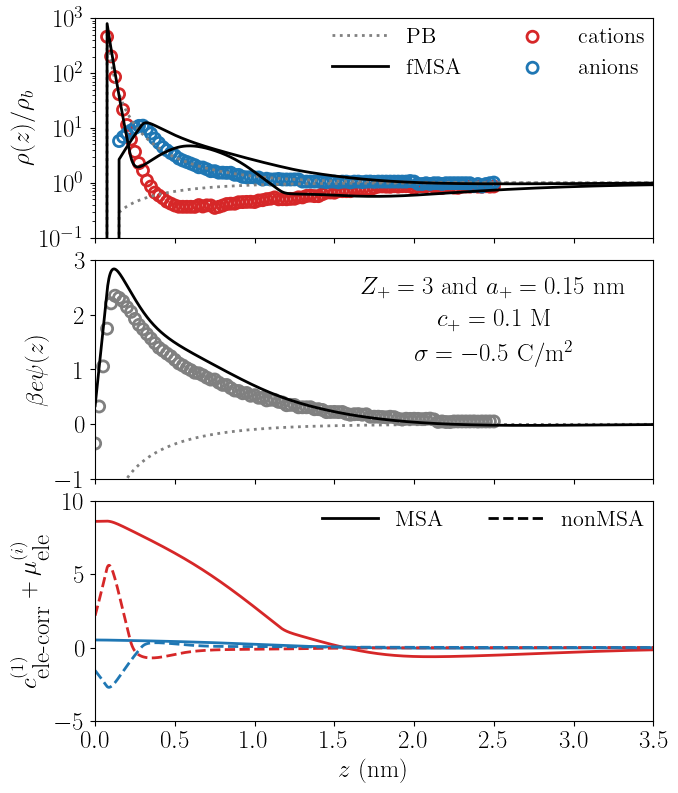 10³
PB
cations
fMSA
anions
10²
10¹
10⁰
10⁻¹
ρ(z)/ρ_b
3
Z₊ = 3 and a₊ = 0.15 nm
c₊ = 0.1 M
2
σ = −0.5 C/m²
1
0
−1
βeψ(z)
10
MSA
nonMSA
5
0
−5
c^{(1)}_{ele-corr} + μ^{(i)}_{ele}
0.0 0.5 1.0 1.5 2.0 2.5 3.0 3.5
z (nm)